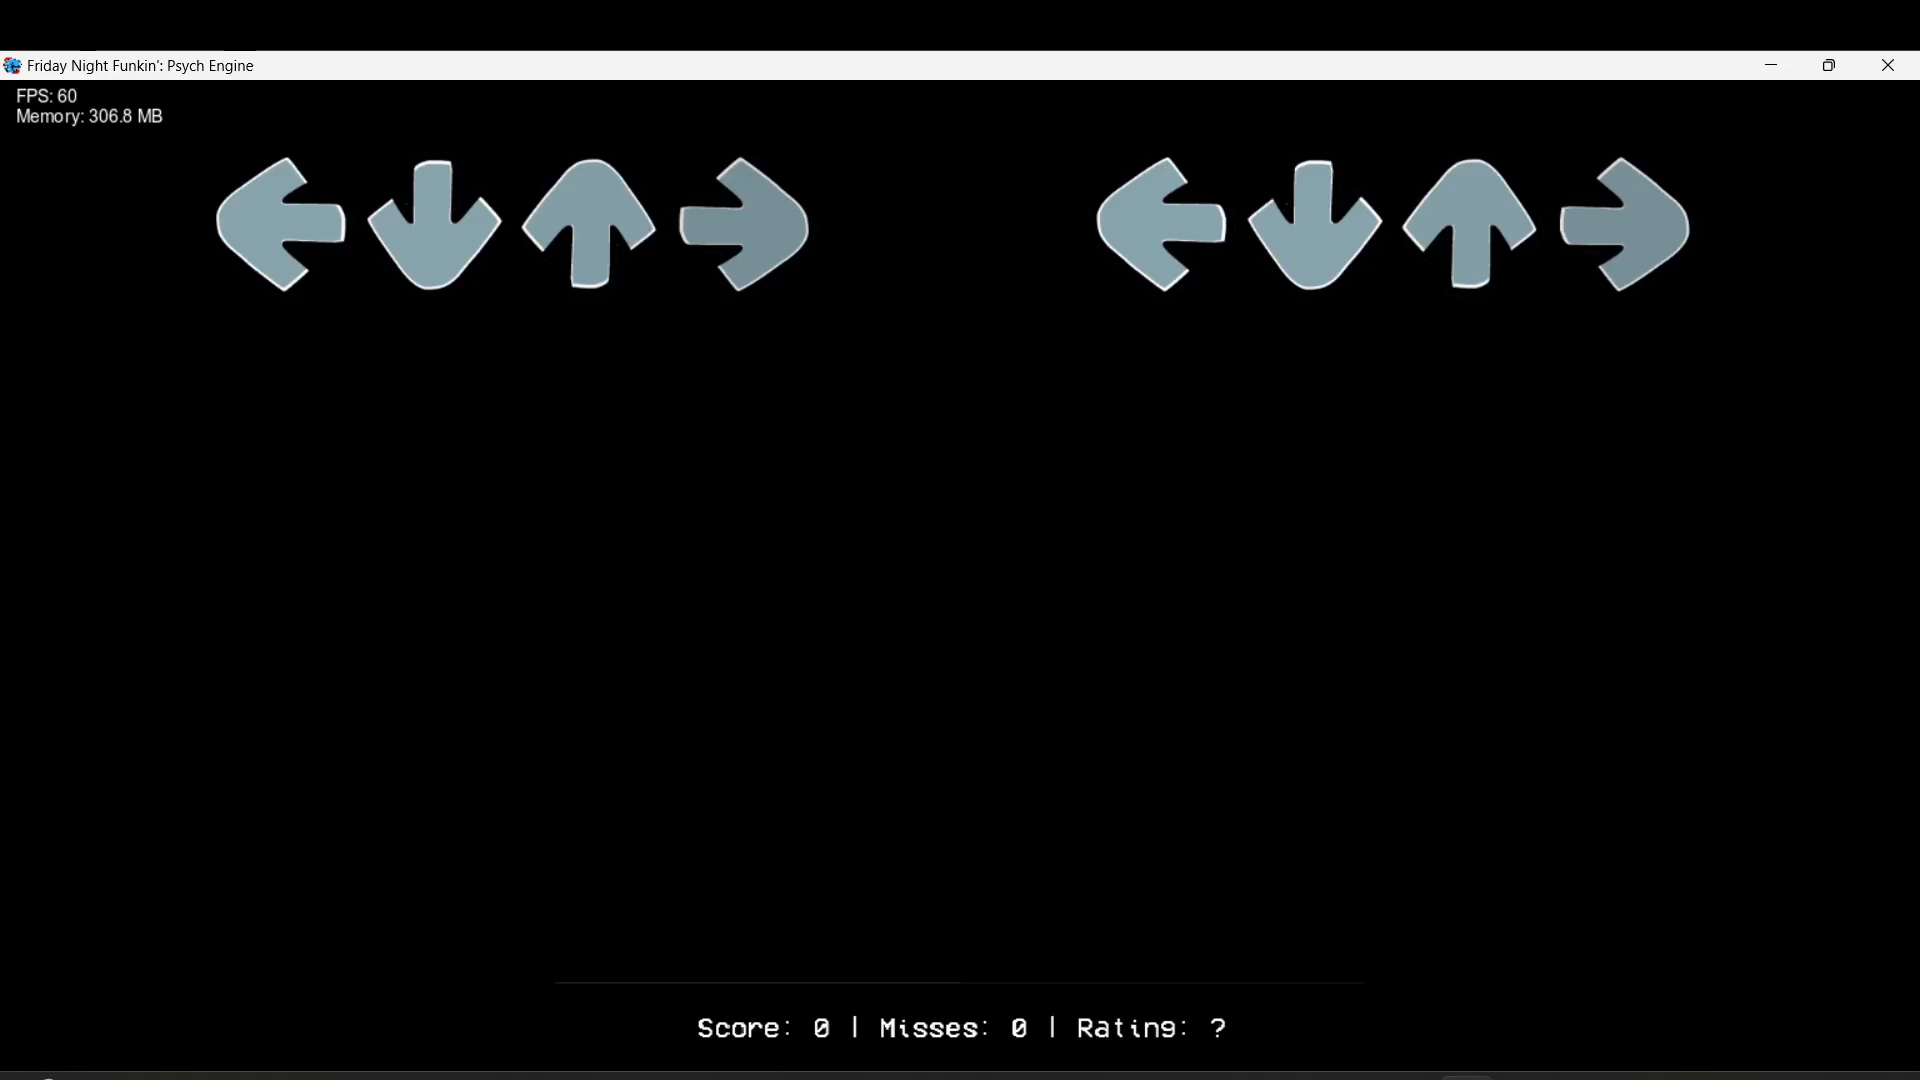 Friday Night Funkin': Psych Engine
FPS: 60
Memory: 306.8 MB
Score: 0 | Misses: 0 | Rating: ?